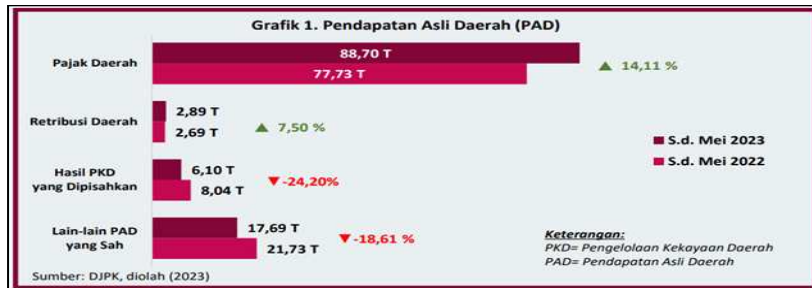 Grafik 1. Pendapatan Asli Daerah (PAD)
Pajak Daerah
88,70 T
77,73 T
▲ 14,11 %
Retribusi Daerah
2,89 T
2,69 T
▲ 7,50 %
Hasil PKD
yang Dipisahkan
6,10 T
8,04 T
▼-24,20%
Lain-lain PAD
yang Sah
17,69 T
21,73 T
▼-18,61 %
S.d. Mei 2023
S.d. Mei 2022
Keterangan:
PKD= Pengelolaan Kekayaan Daerah
PAD= Pendapatan Asli Daerah
Sumber: DJPK, diolah (2023)